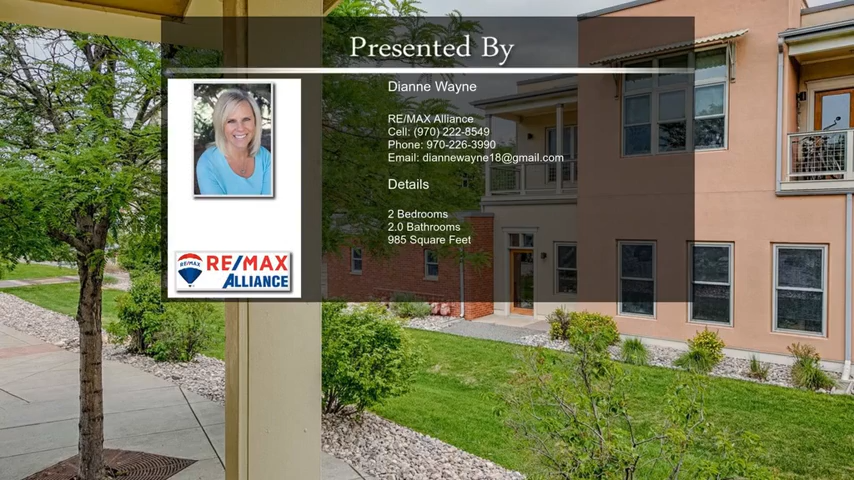 Presented By
Dianne Wayne
RE/MAX Alliance
Cell: (970) 222-8549
Phone: 970-226-3990
Email: diannewayne18@gmail.com
Details
2 Bedrooms
2.0 Bathrooms
985 Square Feet
RE/MAX
RE/MAX
ALLIANCE